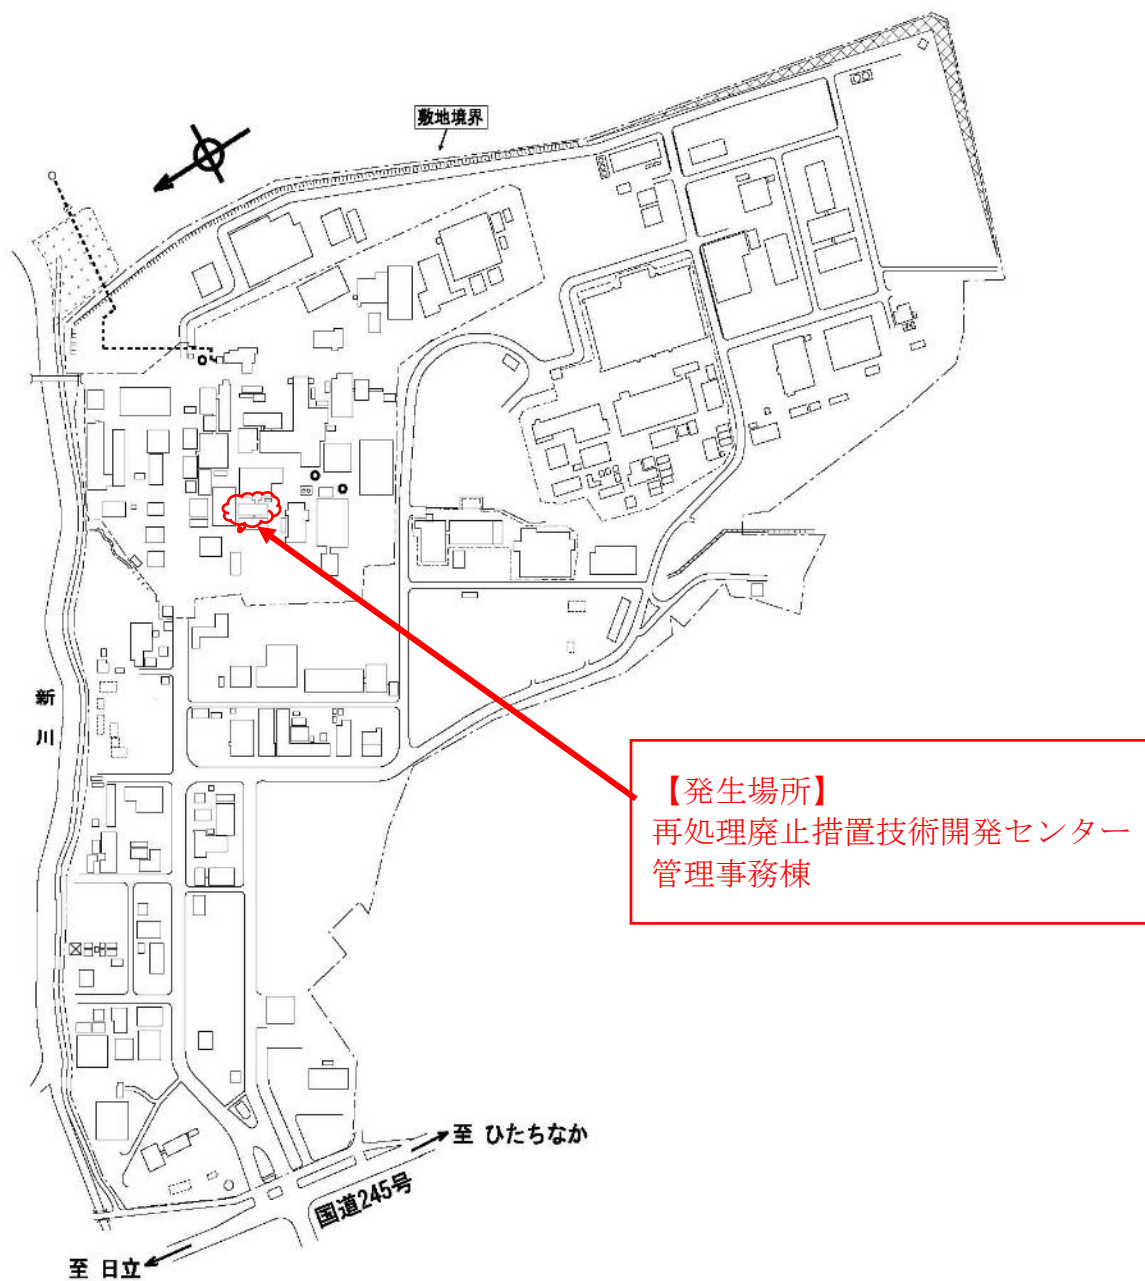 敷地境界
新川
【発生場所】
再処理廃止措置技術開発センター
管理事務棟
至 ひたちなか
国道245号
至 日立